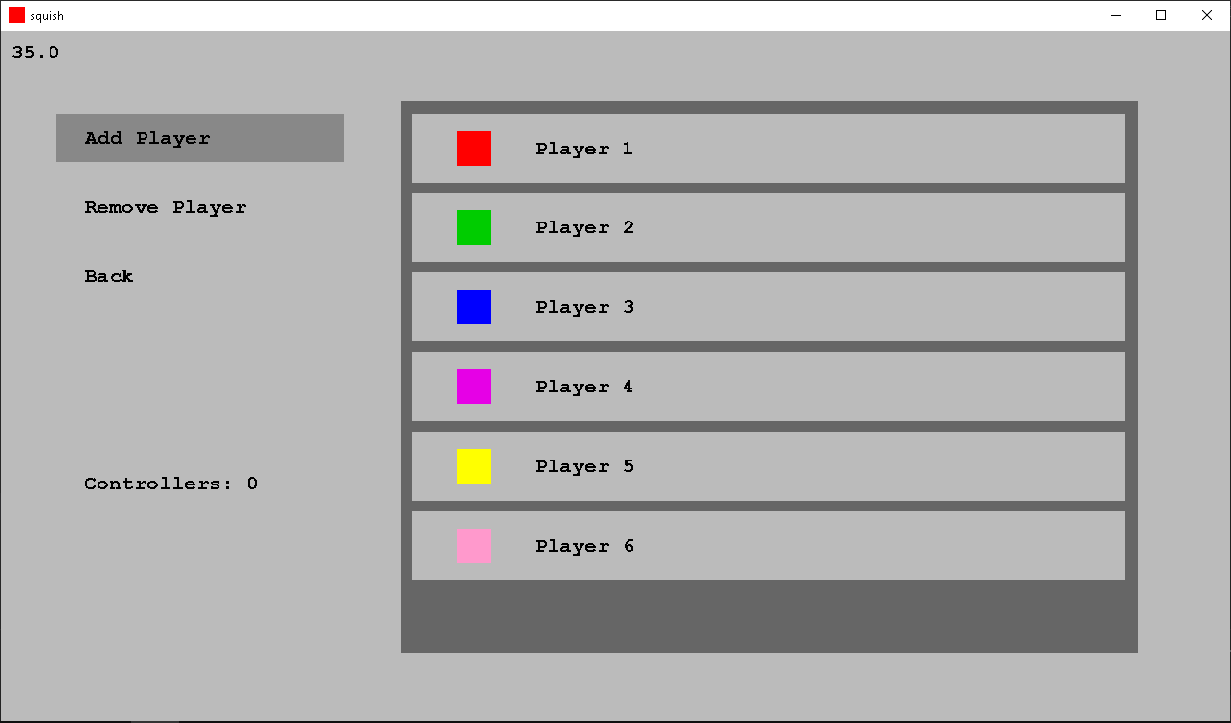 squish
35.0
Add Player
Remove Player
Back
Controllers: 0
Player 1
Player 2
Player 3
Player 4
Player 5
Player 6